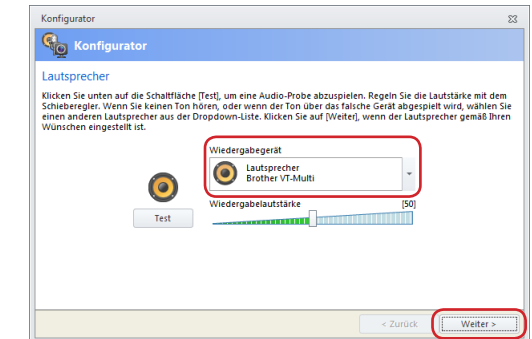 Konfigurator
Konfigurator
Lautsprecher
Klicken Sie unten auf die Schaltfläche [Test], um eine Audio-Probe abzuspielen. Regeln Sie die Lautstärke mit dem
Schieberegler. Wenn Sie keinen Ton hören, oder wenn der Ton über das falsche Gerät abgespielt wird, wählen Sie
einen anderen Lautsprecher aus der Dropdown-Liste. Klicken Sie auf [Weiter], wenn der Lautsprecher gemäß Ihren
Wünschen eingestellt ist.
Wiedergabegerät
Lautsprecher
Brother VT-Multi
Wiedergabelautstärke [50]
Test
< Zurück Weiter >